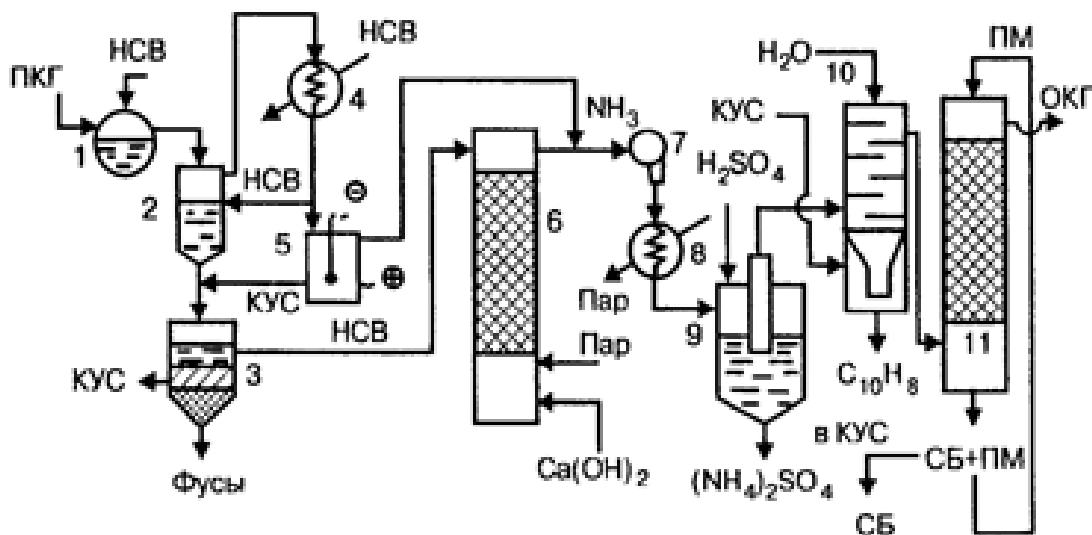 НСВ
ПКГ
1
2
НСВ
4
НСВ
5
⊖
⊕
КУС
НСВ
КУС
3
Фусы
6
Пар
Ca(OH)₂
NH₃
7
H₂SO₄
8
Пар
9
(NH₄)₂SO₄
H₂O
10
КУС
C₁₀H₈
в КУС
ПМ
ОКГ
11
СБ+ПМ
СБ